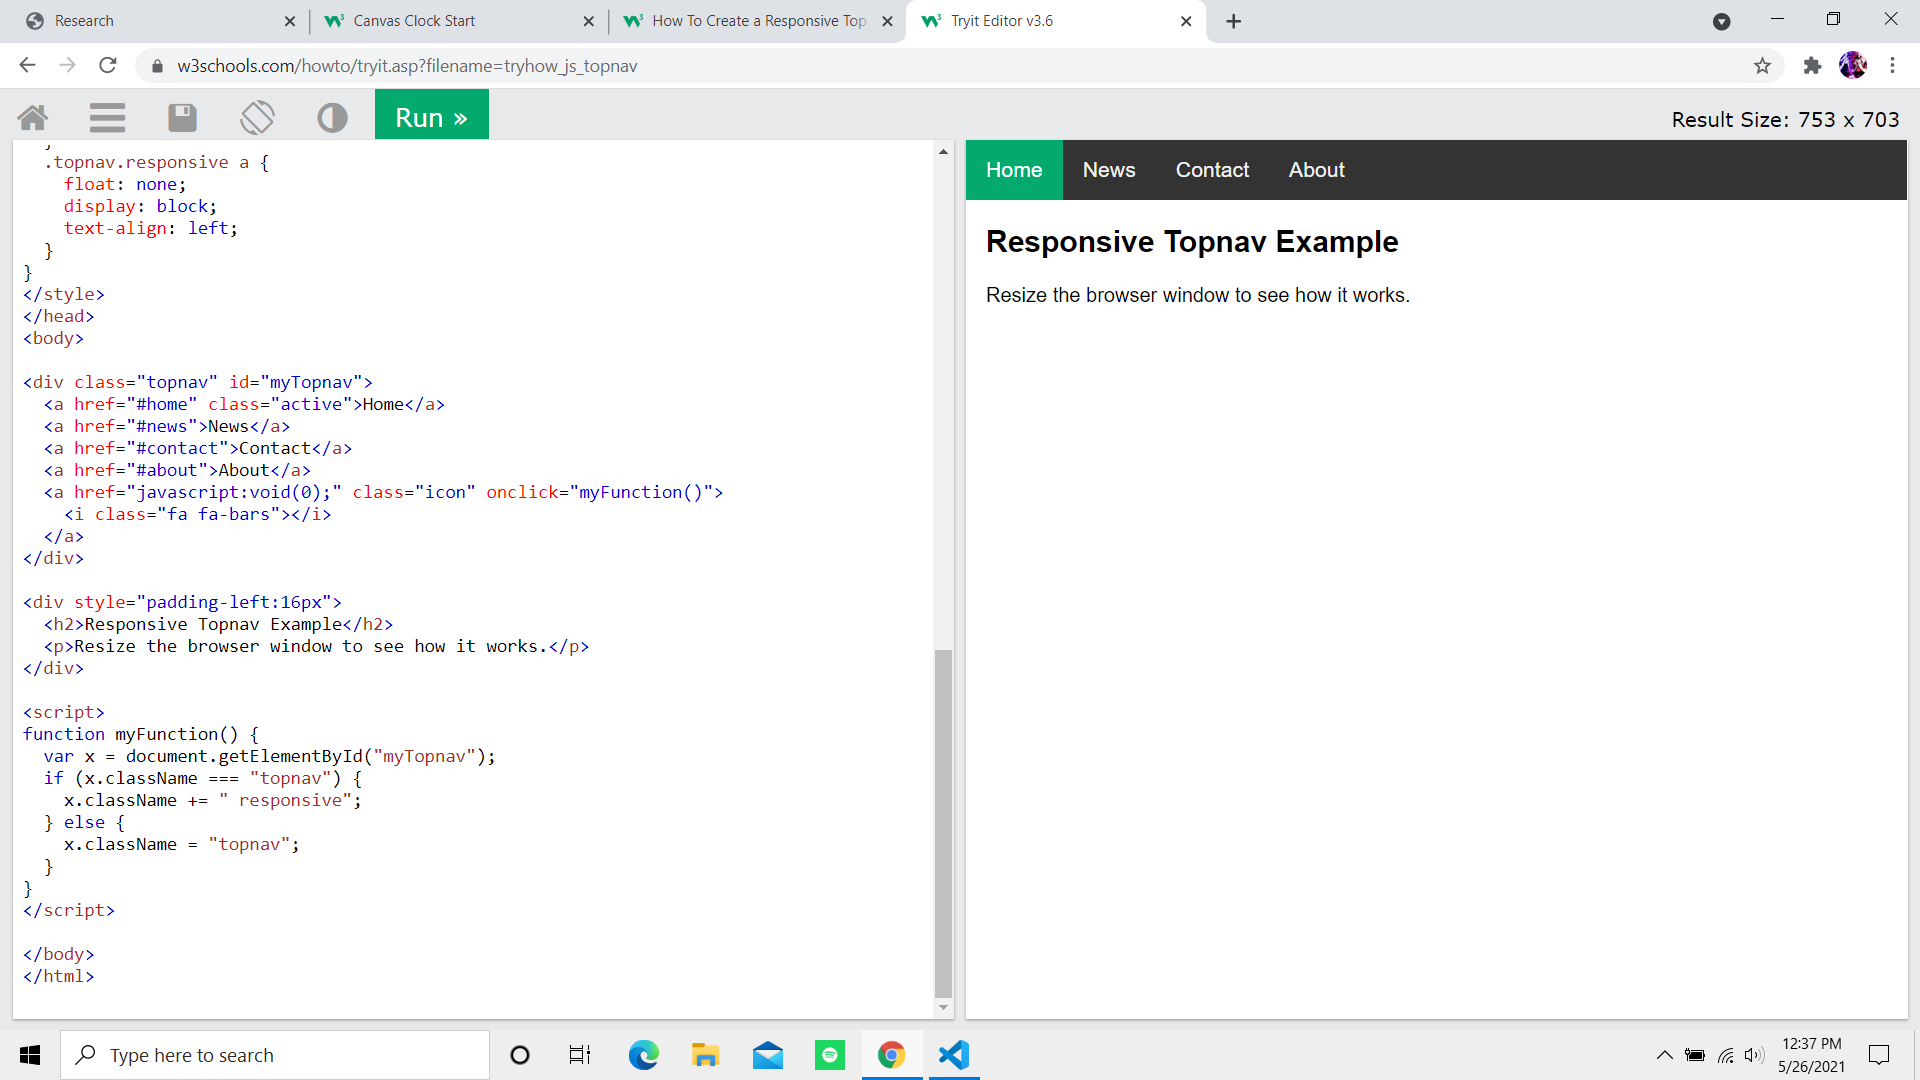 Research
Canvas Clock Start
How To Create a Responsive Top
Tryit Editor v3.6
w3schools.com/howto/tryit.asp?filename=tryhow_js_topnav
Run »
Result Size: 753 x 703
}
  .topnav.responsive a {
    float: none;
    display: block;
    text-align: left;
  }
}
</style>
</head>
<body>
<div class="topnav" id="myTopnav">
  <a href="#home" class="active">Home</a>
  <a href="#news">News</a>
  <a href="#contact">Contact</a>
  <a href="#about">About</a>
  <a href="javascript:void(0);" class="icon" onclick="myFunction()">
    <i class="fa fa-bars"></i>
  </a>
</div>
<div style="padding-left:16px">
  <h2>Responsive Topnav Example</h2>
  <p>Resize the browser window to see how it works.</p>
</div>
<script>
function myFunction() {
  var x = document.getElementById("myTopnav");
  if (x.className === "topnav") {
    x.className += " responsive";
  } else {
    x.className = "topnav";
  }
}
</script>
</body>
</html>
Home News Contact About
Responsive Topnav Example
Resize the browser window to see how it works.
Type here to search
12:37 PM
5/26/2021